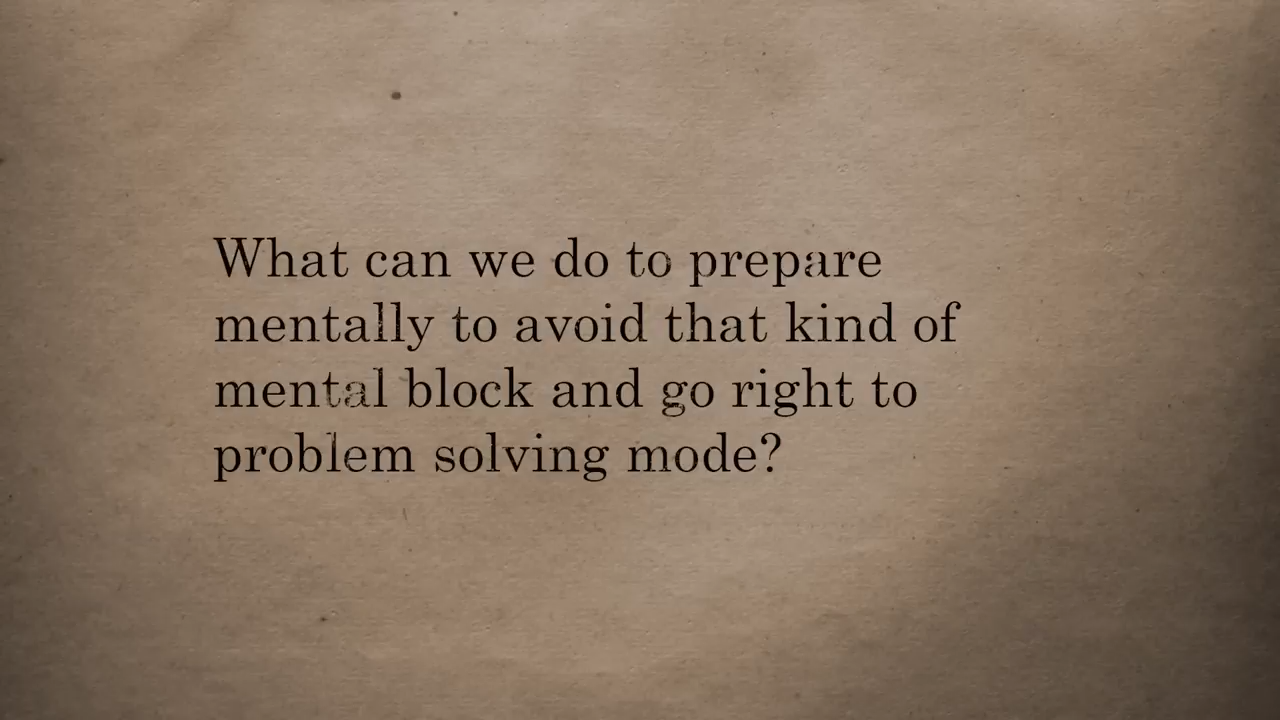 What can we do to prepare
mentally to avoid that kind of
mental block and go right to
problem solving mode?